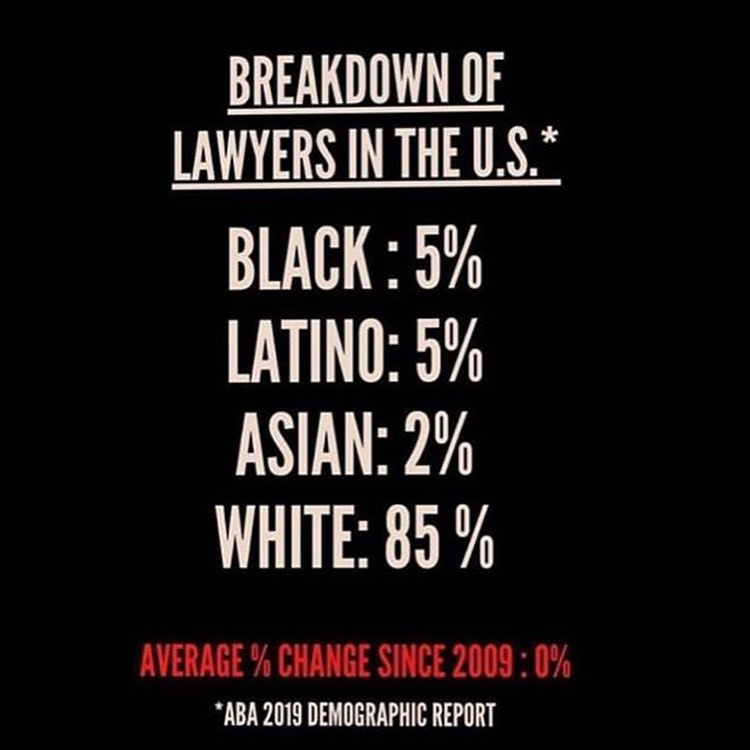 BREAKDOWN OF
LAWYERS IN THE U.S.*
BLACK : 5%
LATINO: 5%
ASIAN: 2%
WHITE: 85 %
AVERAGE % CHANGE SINCE 2009 : 0%
*ABA 2019 DEMOGRAPHIC REPORT